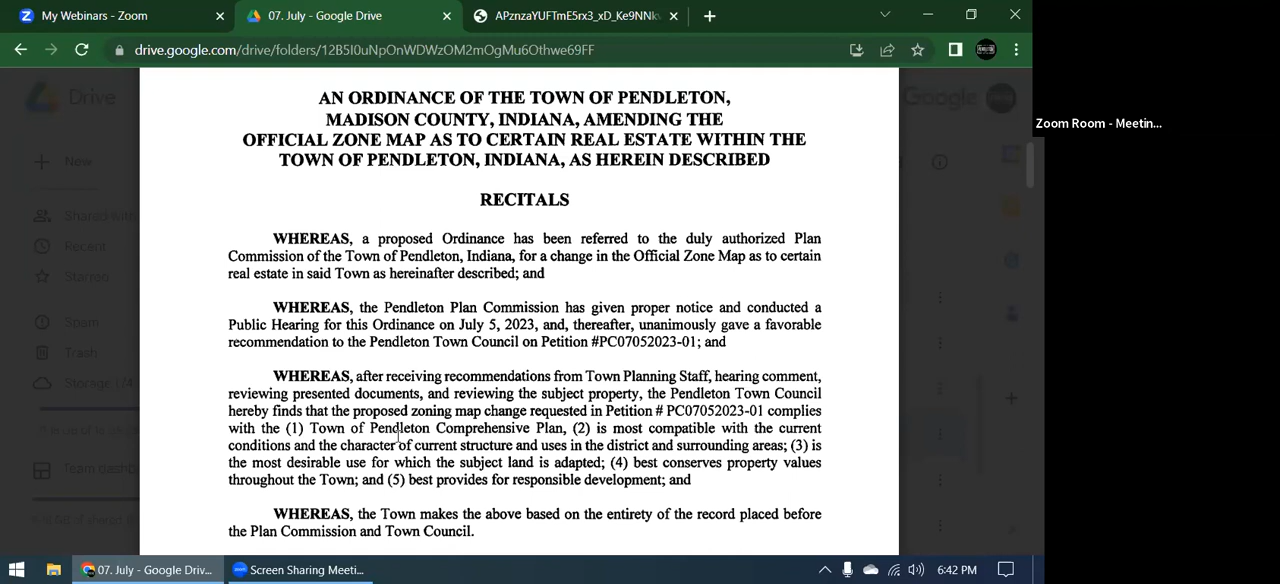 My Webinars - Zoom
07. July - Google Drive
drive.google.com/drive/folders/12B5I0uNpOnWDWzOM2mOgMu6Othwe69FF
Drive
Google
New
AN ORDINANCE OF THE TOWN OF PENDLETON,
MADISON COUNTY, INDIANA, AMENDING THE
OFFICIAL ZONE MAP AS TO CERTAIN REAL ESTATE WITHIN THE
TOWN OF PENDLETON, INDIANA, AS HEREIN DESCRIBED
RECITALS
WHEREAS, a proposed Ordinance has been referred to the duly authorized Plan
Commission of the Town of Pendleton, Indiana, for a change in the Official Zone Map as to certain
real estate in said Town as hereinafter described; and
WHEREAS, the Pendleton Plan Commission has given proper notice and conducted a
Public Hearing for this Ordinance on July 5, 2023, and, thereafter, unanimously gave a favorable
recommendation to the Pendleton Town Council on Petition #PC07052023-01; and
WHEREAS, after receiving recommendations from Town Planning Staff, hearing comment,
reviewing presented documents, and reviewing the subject property, the Pendleton Town Council
hereby finds that the proposed zoning map change requested in Petition # PC07052023-01 complies
with the (1) Town of Pendleton Comprehensive Plan, (2) is most compatible with the current
conditions and the character of current structure and uses in the district and surrounding areas; (3) is
the most desirable use for which the subject land is adapted; (4) best conserves property values
throughout the Town; and (5) best provides for responsible development; and
WHEREAS, the Town makes the above based on the entirety of the record placed before
the Plan Commission and Town Council.
Shared with
Recent
Starred
Spam
Trash
Storage
Zoom Room - Meetin...
07. July - Google Driv...
Screen Sharing Meeti...
6:42 PM